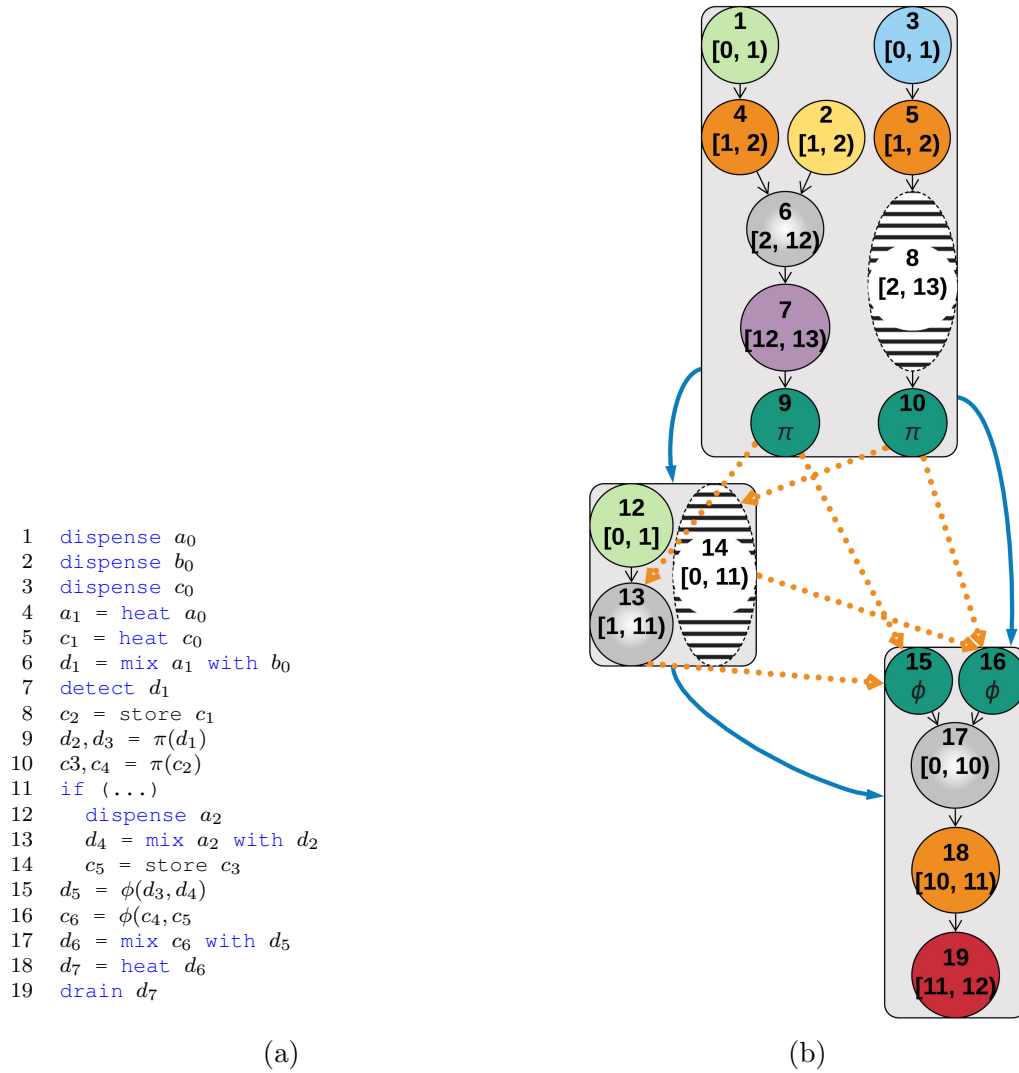 1 dispense a₀
2 dispense b₀
3 dispense c₀
4 a₁ = heat a₀
5 c₁ = heat c₀
6 d₁ = mix a₁ with b₀
7 detect d₁
8 c₂ = store c₁
9 d₂, d₃ = π(d₁)
10 c3, c₄ = π(c₂)
11 if (...)
12 dispense a₂
13 d₄ = mix a₂ with d₂
14 c₅ = store c₃
15 d₅ = ϕ(d₃, d₄)
16 c₆ = ϕ(c₄, c₅
17 d₆ = mix c₆ with d₅
18 d₇ = heat d₆
19 drain d₇
(a)
1
[0, 1)
3
[0, 1)
4
[1, 2)
2
[1, 2)
5
[1, 2)
6
[2, 12)
8
[2, 13)
7
[12, 13)
9
π
10
π
12
[0, 1]
14
[0, 11)
13
[1, 11)
15
ϕ
16
ϕ
17
[0, 10)
18
[10, 11)
19
[11, 12)
(b)